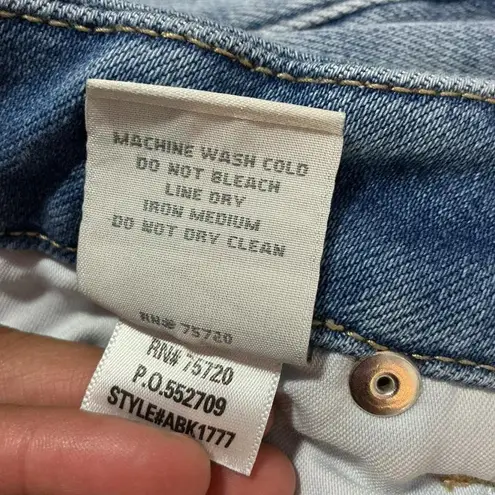 MACHINE WASH COLD
DO NOT BLEACH
LINE DRY
IRON MEDIUM
DO NOT DRY CLEAN
RN# 75720
RN# 75720
P.O.552709
STYLE#ABK1777